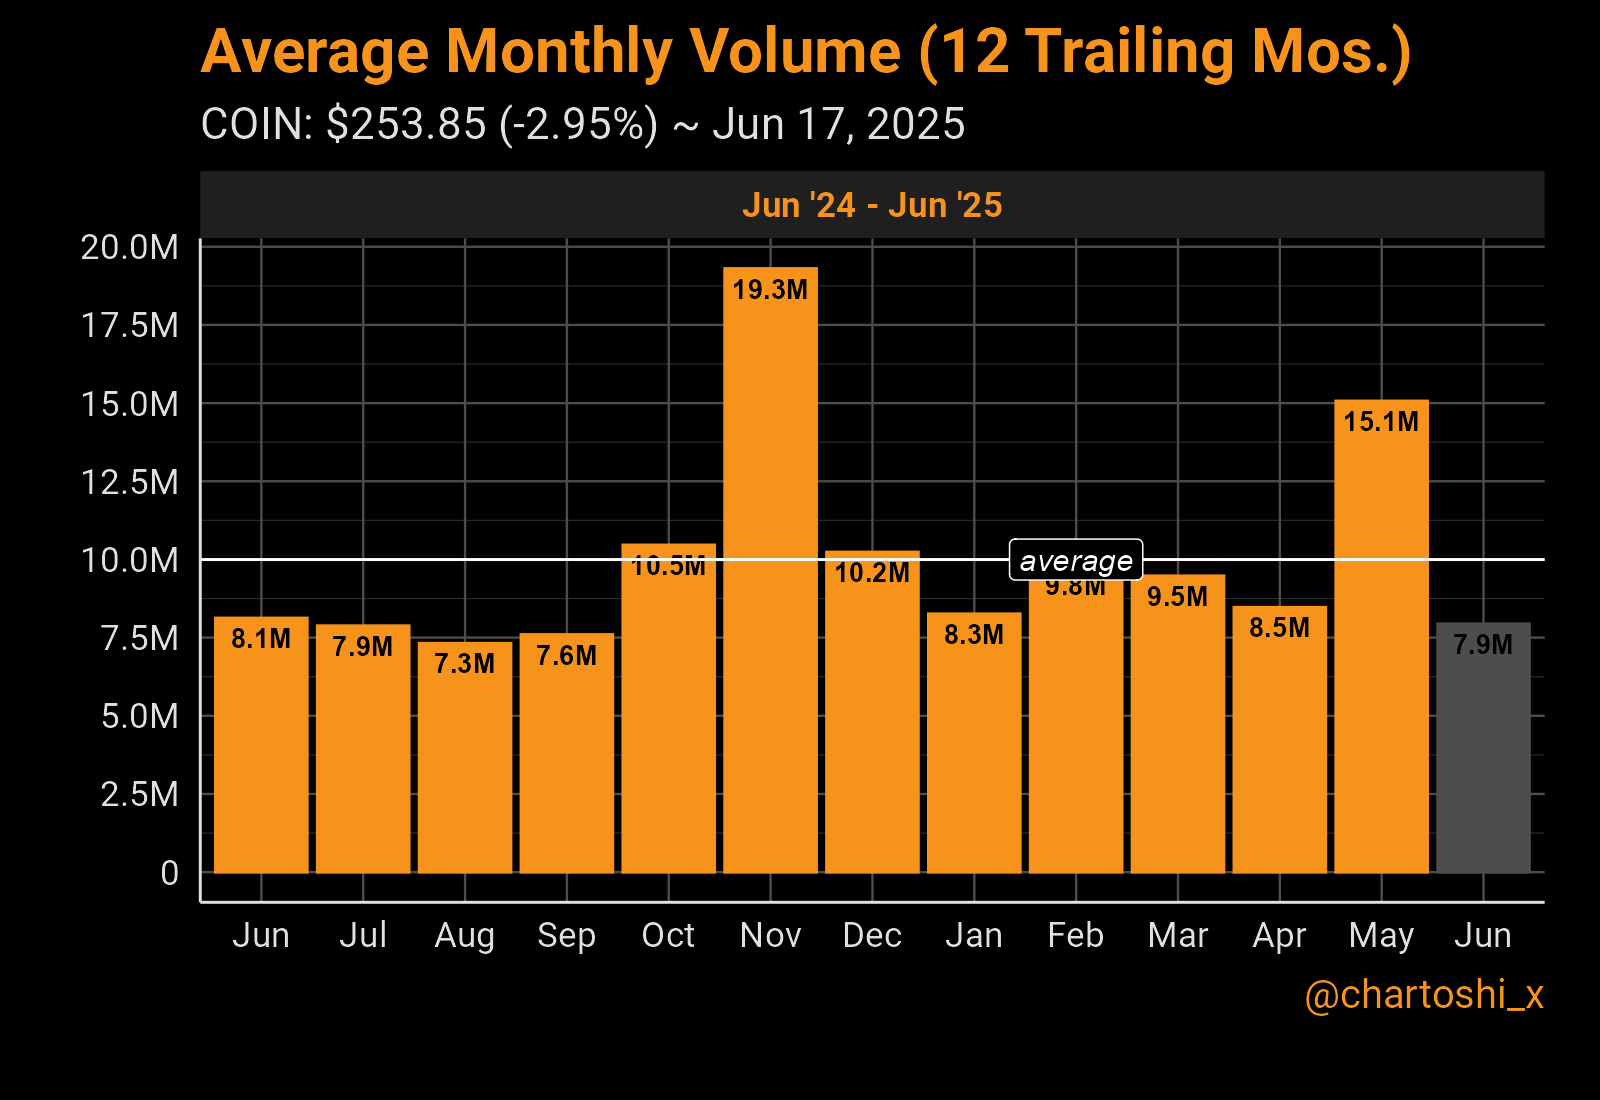 Average Monthly Volume (12 Trailing Mos.)
COIN: $253.85 (-2.95%) ~ Jun 17, 2025
Jun '24 - Jun '25
20.0M
17.5M
15.0M
12.5M
10.0M
7.5M
5.0M
2.5M
0
8.1M
7.9M
7.3M
7.6M
10.5M
19.3M
10.2M
8.3M
average
9.8M
9.5M
8.5M
15.1M
7.9M
Jun Jul Aug Sep Oct Nov Dec Jan Feb Mar Apr May Jun
@chartoshi_x